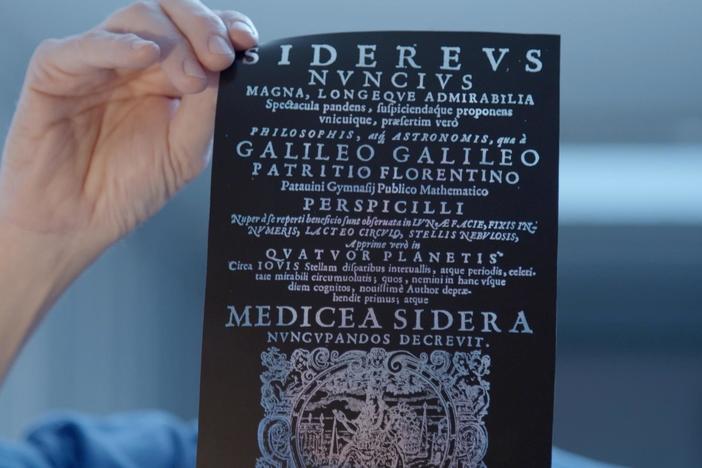 SIDEREVS
NVNCIVS
MAGNA, LONGEQVE ADMIRABILIA
Spectacula pandens, suspiciendaque proponens
vnicuique, præsertim verò
PHILOSOPHIS, atq́ ASTRONOMIS, quæ à
GALILEO GALILEO
PATRITIO FLORENTINO
Patauini Gymnasij Publico Mathematico
PERSPICILLI
Nuper à se reperti beneficio sunt obseruata in LVNÆ FACIE, FIXIS IN-
NVMERIS, LACTEO CIRCVLO, STELLIS NEBVLOSIS,
Apprime verò in
QVATVOR PLANETIS
Circa IOVIS Stellam disparibus interuallis, atque periodis, celeri-
tate mirabili circumuolutis; quos, nemini in hanc vsque
diem cognitos, nouissimè Author depræ-
hendit primus; atque
MEDICEA SIDERA
NVNCVPANDOS DECREVIT.